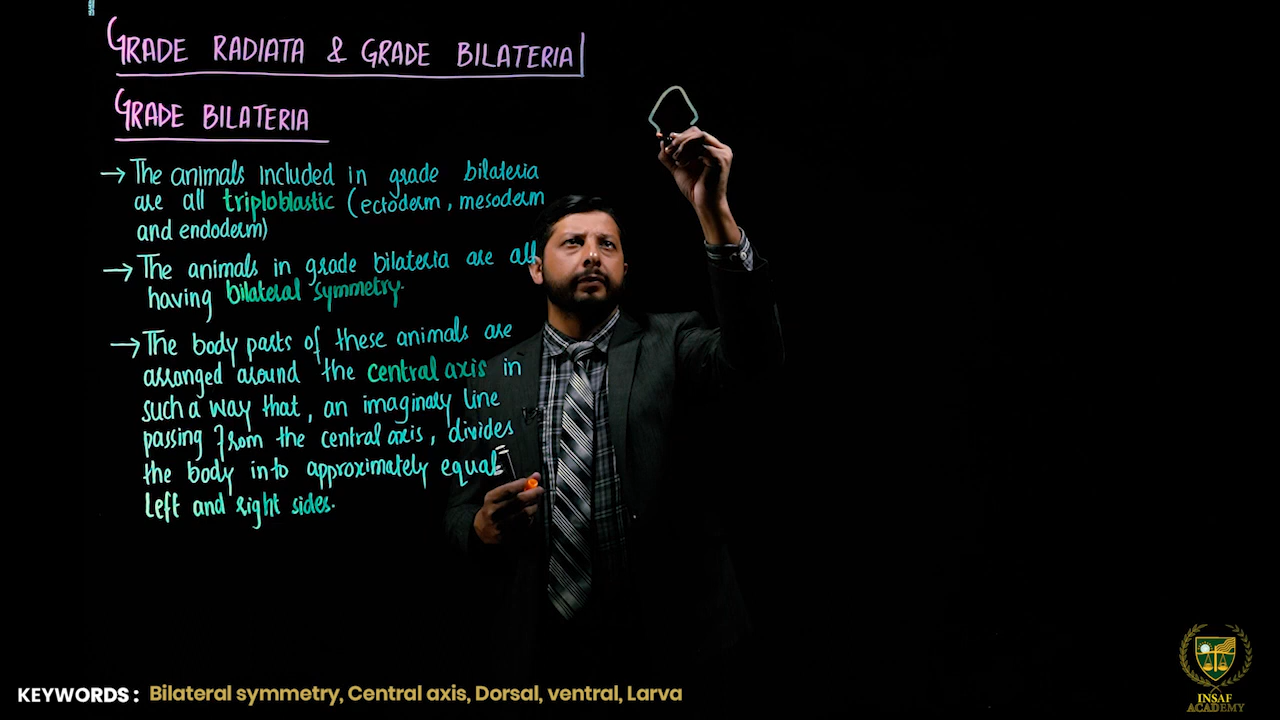 GRADE RADIATA & GRADE BILATERIA
GRADE BILATERIA
→ The animals included in grade bilateria
are all triploblastic (ectoderm, mesoderm
and endoderm)
→ The animals in grade bilateria are all
having bilateral symmetry.
→ The body parts of these animals are
arranged around the central axis in
such a way that, an imaginary line
passing from the central axis, divides
the body into approximately equal
left and right sides.
KEYWORDS: Bilateral symmetry, Central axis, Dorsal, ventral, Larva
INSAF
ACADEMY